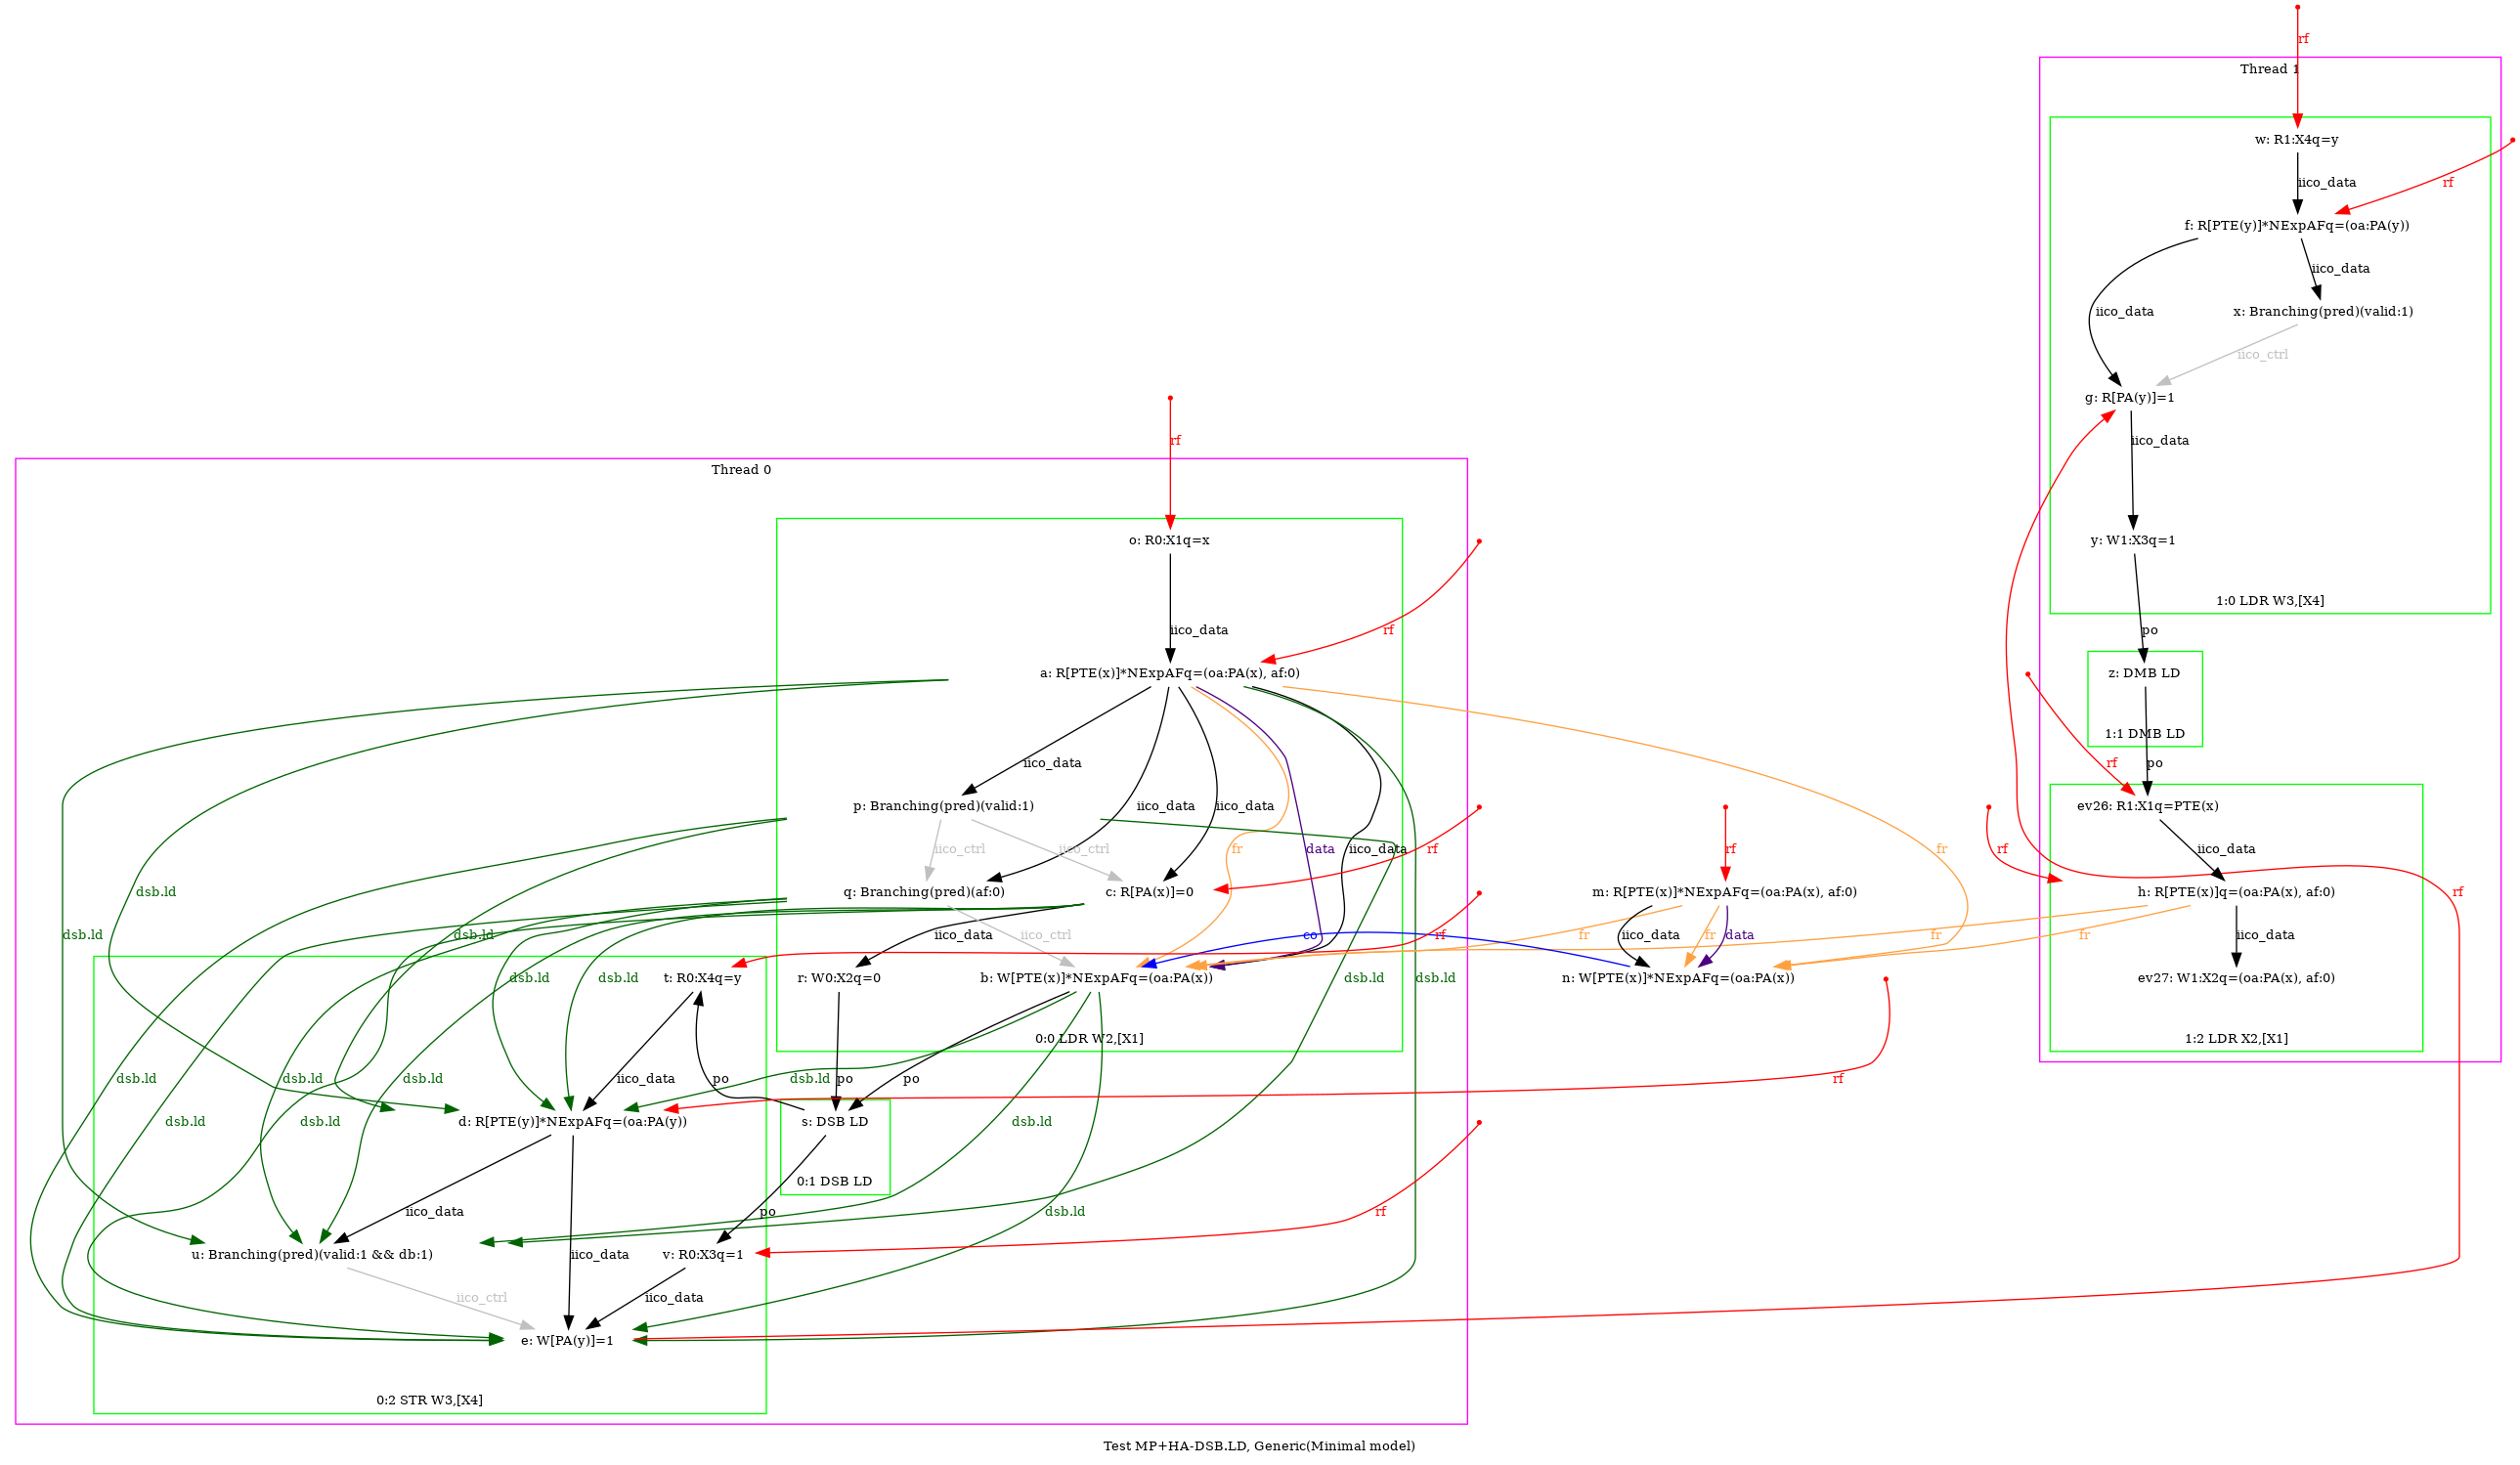 rf
Thread 1
w: R1:X4q=y
iico_data
rf
f: R[PTE(y)]*NExpAFq=(oa:PA(y))
iico_data
iico_data
x: Branching(pred)(valid:1)
iico_ctrl
g: R[PA(y)]=1
rf
iico_data
Thread 0
o: R0:X1q=x
y: W1:X3q=1
1:0 LDR W3,[X4]
iico_data
rf
po
a: R[PTE(x)]*NExpAFq=(oa:PA(x), af:0)
z: DMB LD
1:1 DMB LD
iico_data
rf
po
p: Branching(pred)(valid:1)
iico_data
iico_data
ev26: R1:X1q=PTE(x)
iico_ctrl
iico_ctrl
fr
data
iico_data
rf
rf
fr
rf
iico_data
dsb.ld
q: Branching(pred)(af:0)
c: R[PA(x)]=0
m: R[PTE(x)]*NExpAFq=(oa:PA(x), af:0)
h: R[PTE(x)]q=(oa:PA(x), af:0)
rf
dsb.ld
dsb.ld
iico_data
iico_ctrl
co
rf
fr
iico_data
fr
data
fr
fr
iico_data
t: R0:X4q=y
r: W0:X2q=0
b: W[PTE(x)]*NExpAFq=(oa:PA(x))
n: W[PTE(x)]*NExpAFq=(oa:PA(x))
ev27: W1:X2q=(oa:PA(x), af:0)
dsb.ld
dsb.ld
dsb.ld
dsb.ld
0:0 LDR W2,[X1]
1:2 LDR X2,[X1]
dsb.ld
dsb.ld
dsb.ld
iico_data
po
dsb.ld
po
po
rf
d: R[PTE(y)]*NExpAFq=(oa:PA(y))
s: DSB LD
dsb.ld
dsb.ld
dsb.ld
0:1 DSB LD
iico_data
po
dsb.ld
rf
u: Branching(pred)(valid:1 && db:1)
iico_data
v: R0:X3q=1
iico_ctrl
iico_data
e: W[PA(y)]=1
0:2 STR W3,[X4]
Test MP+HA-DSB.LD, Generic(Minimal model)